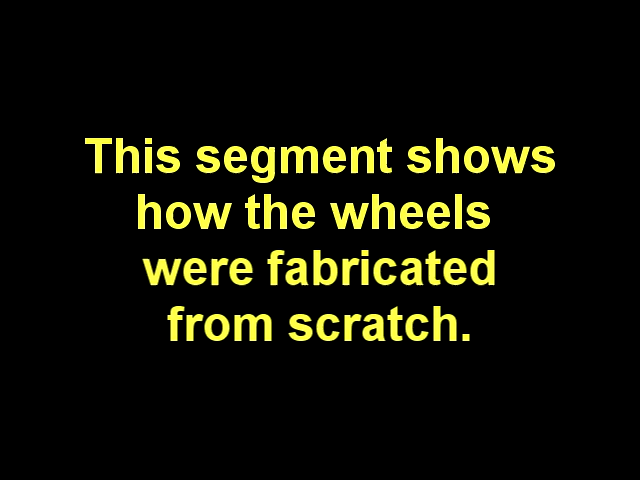 This segment shows
how the wheels
were fabricated
from scratch.